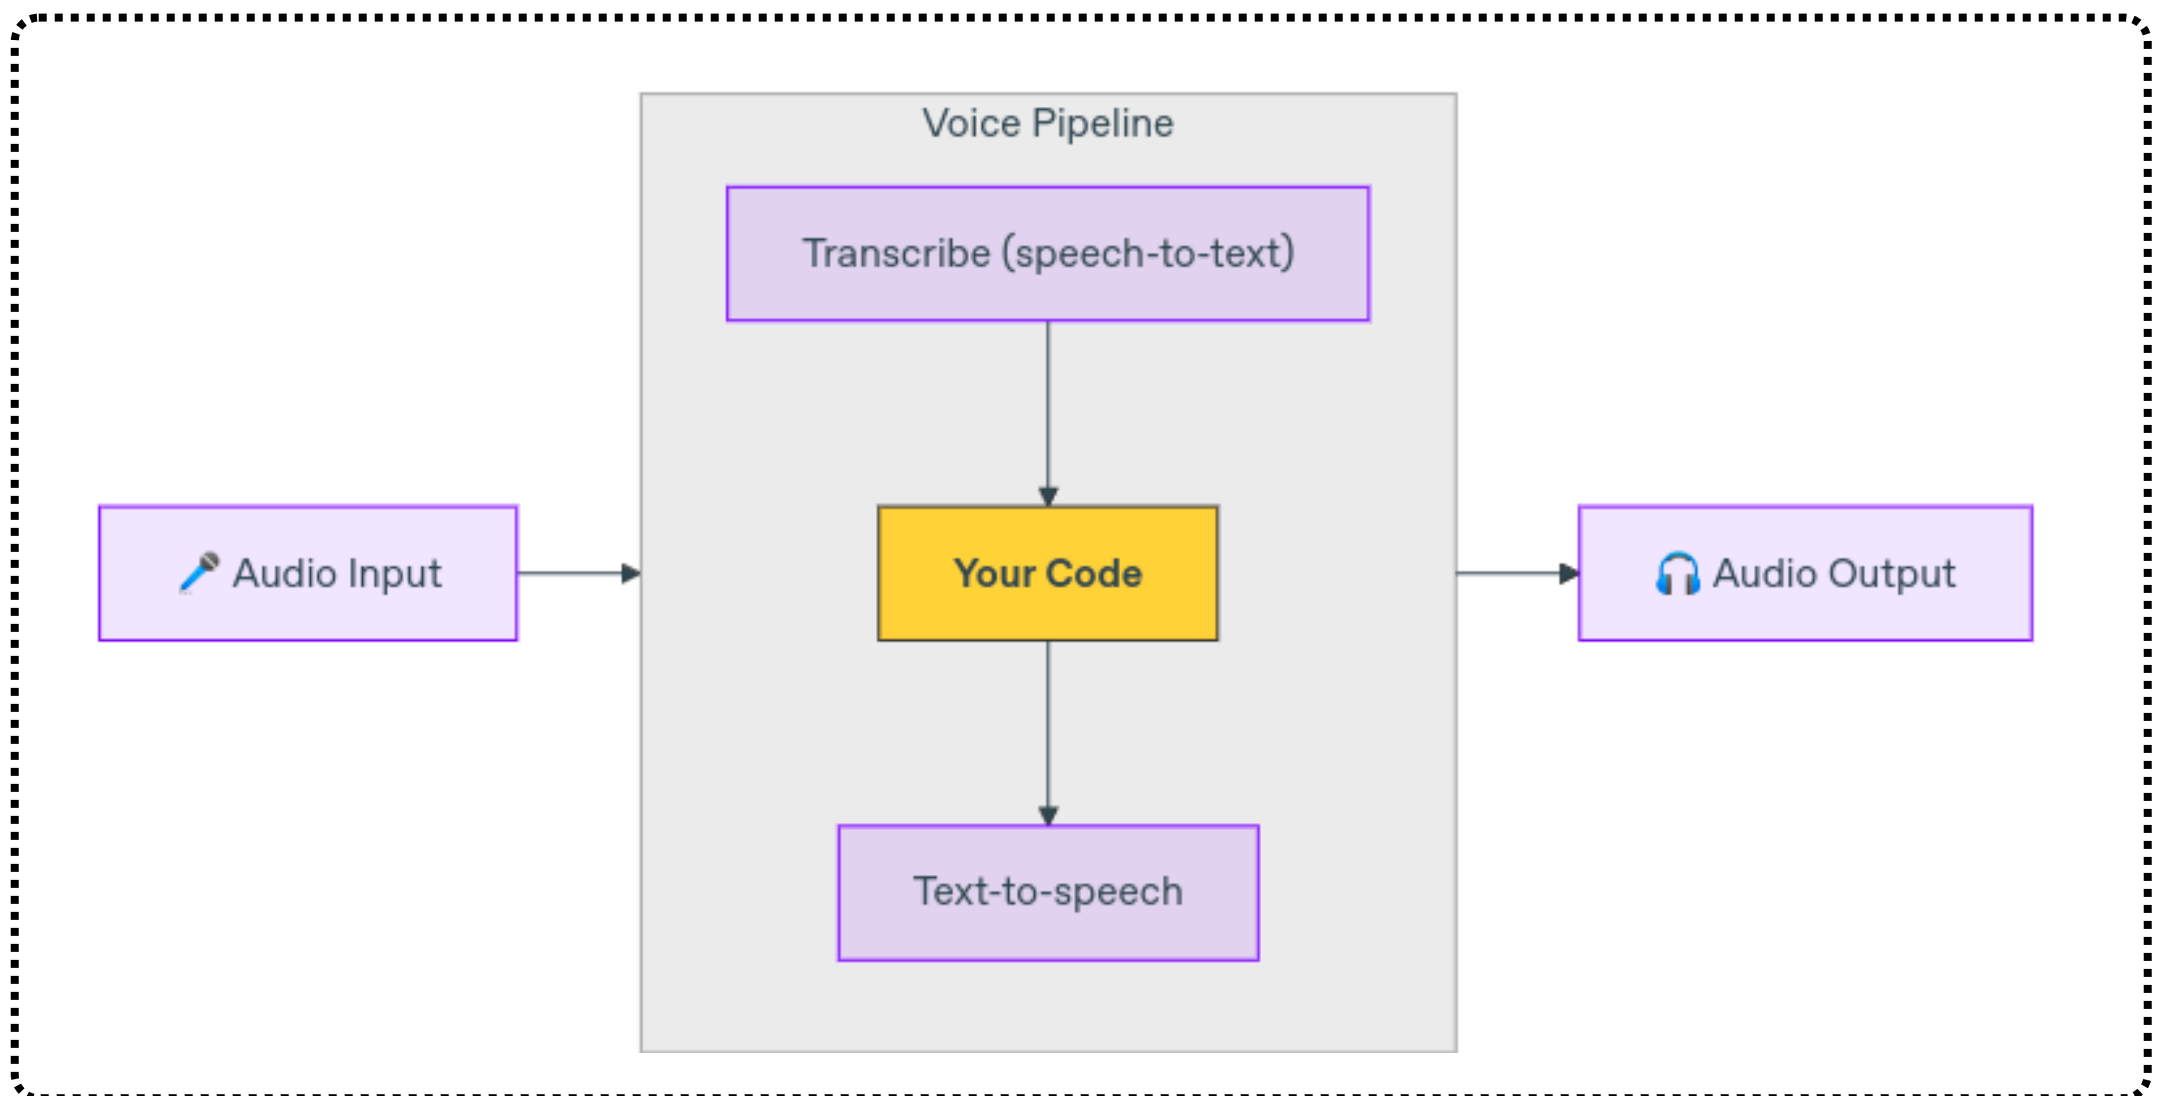 Voice Pipeline
Transcribe (speech-to-text)
🎤 Audio Input
Your Code
🎧 Audio Output
Text-to-speech